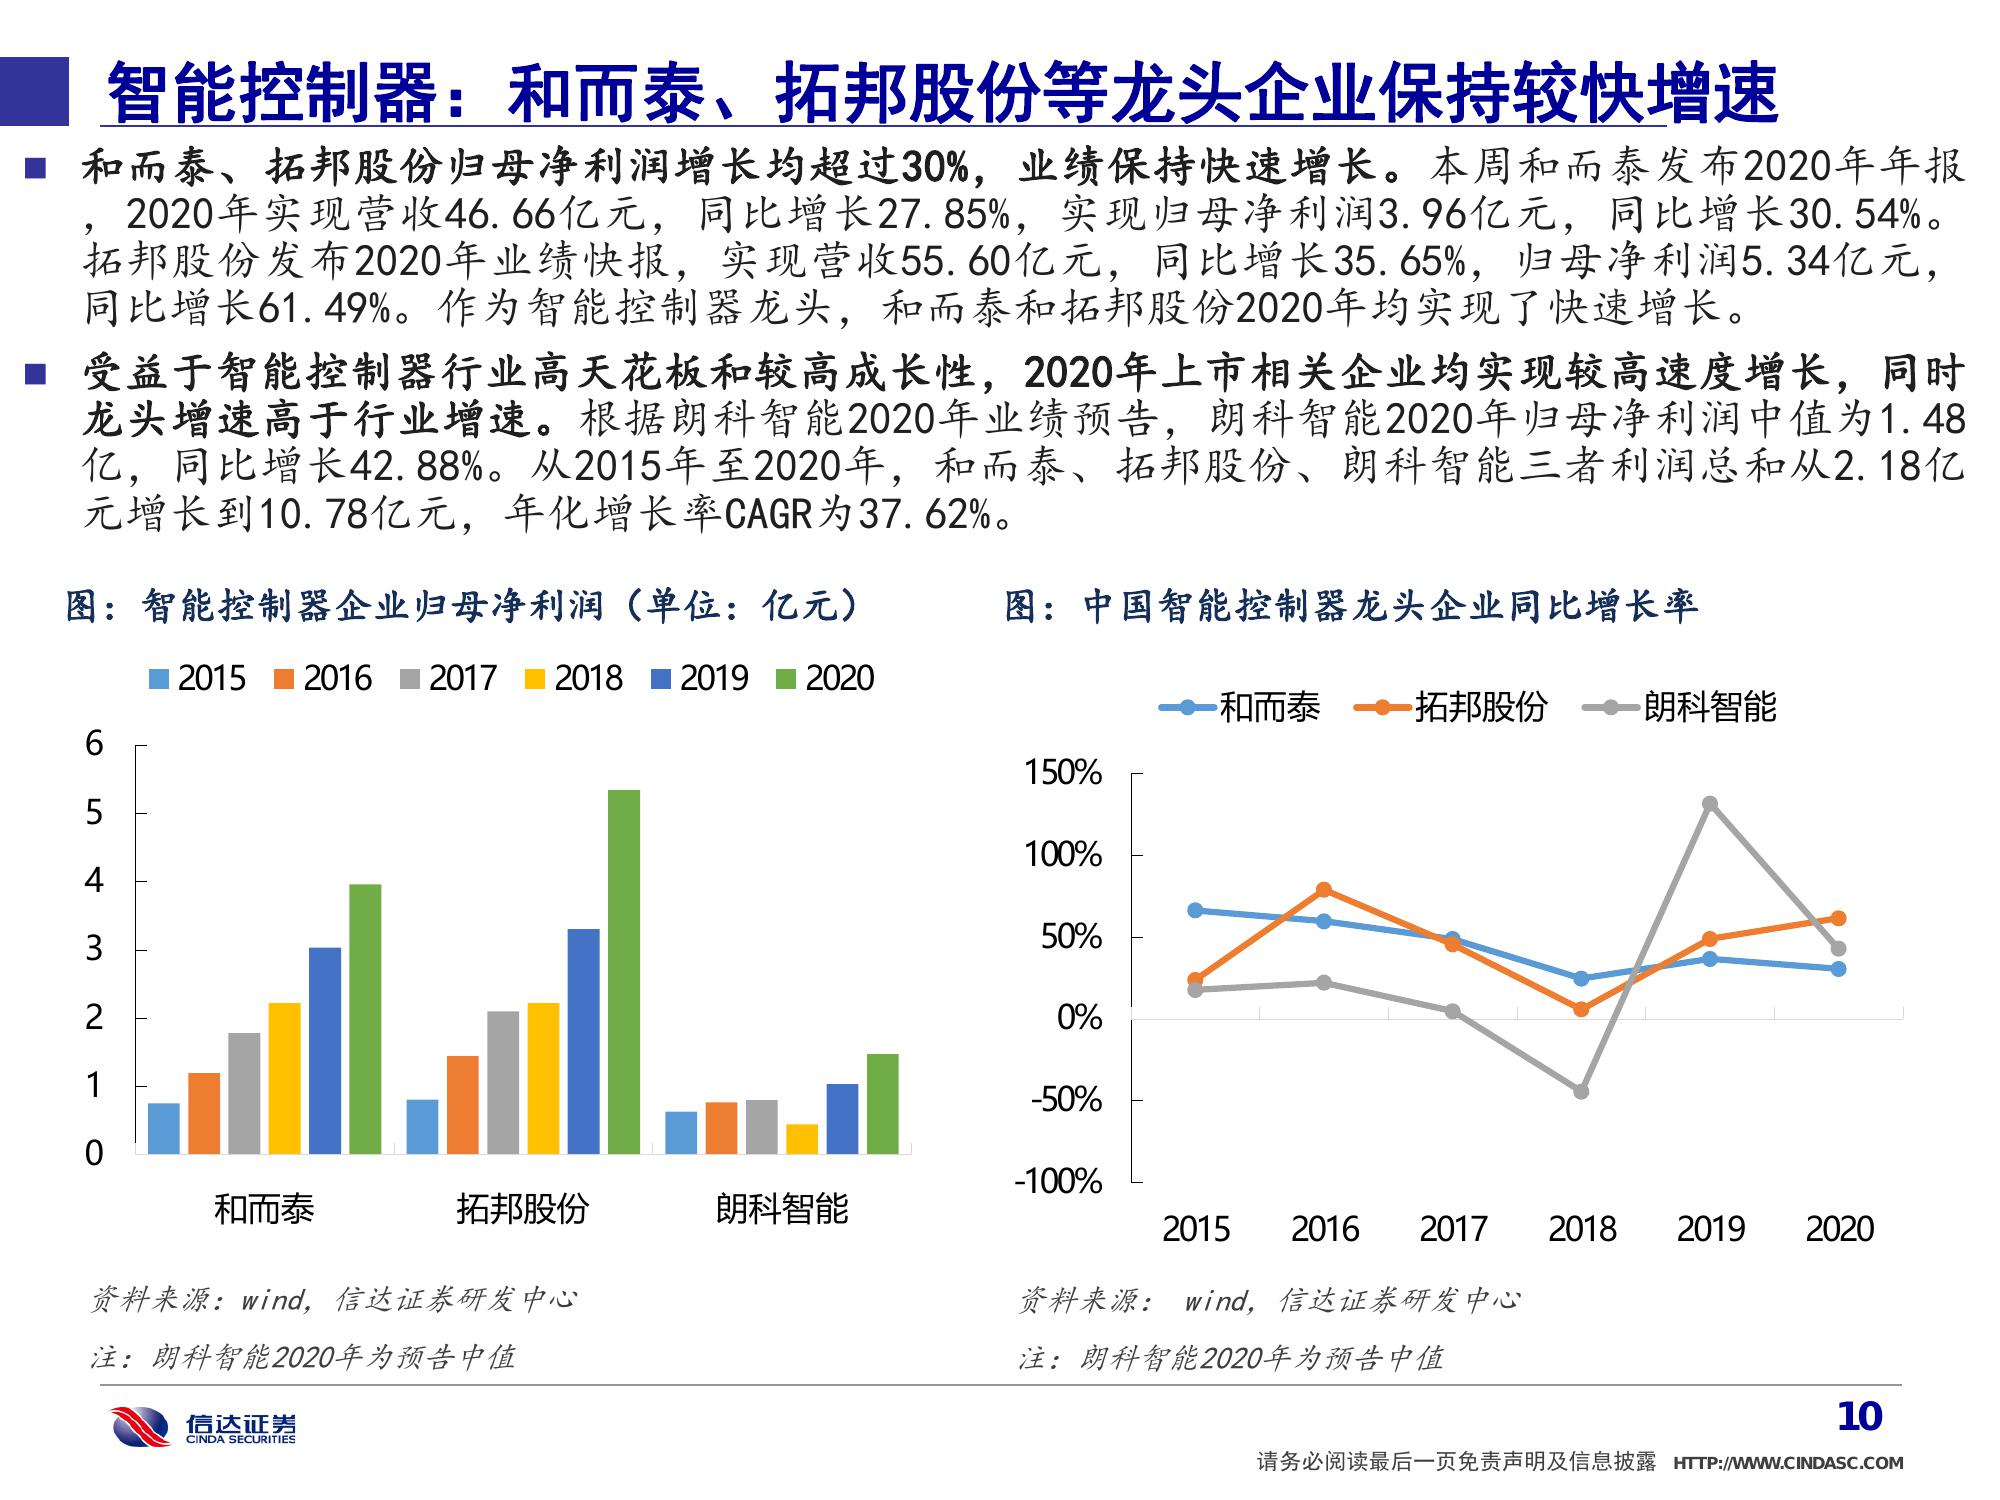 智能控制器：和而泰、拓邦股份等龙头企业保持较快增速
和而泰、拓邦股份归母净利润增长均超过30%，业绩保持快速增长。本周和而泰发布2020年年报
，2020年实现营收46.66亿元，同比增长27.85%，实现归母净利润3.96亿元，同比增长30.54%。
拓邦股份发布2020年业绩快报，实现营收55.60亿元，同比增长35.65%，归母净利润5.34亿元，
同比增长61.49%。作为智能控制器龙头，和而泰和拓邦股份2020年均实现了快速增长。
受益于智能控制器行业高天花板和较高成长性，2020年上市相关企业均实现较高速度增长，同时
龙头增速高于行业增速。根据朗科智能2020年业绩预告，朗科智能2020年归母净利润中值为1.48
亿，同比增长42.88%。从2015年至2020年，和而泰、拓邦股份、朗科智能三者利润总和从2.18亿
元增长到10.78亿元，年化增长率CAGR为37.62%。
图：智能控制器企业归母净利润（单位：亿元）
2015 2016 2017 2018 2019 2020
6
5
4
3
2
1
0
和而泰 拓邦股份 朗科智能
资料来源：wind，信达证券研发中心
注：朗科智能2020年为预告中值
图：中国智能控制器龙头企业同比增长率
和而泰 拓邦股份 朗科智能
150%
100%
50%
0%
-50%
-100%
2015 2016 2017 2018 2019 2020
资料来源： wind，信达证券研发中心
注：朗科智能2020年为预告中值
信达证券
CINDA SECURITIES
10
请务必阅读最后一页免责声明及信息披露 HTTP://WWW.CINDASC.COM